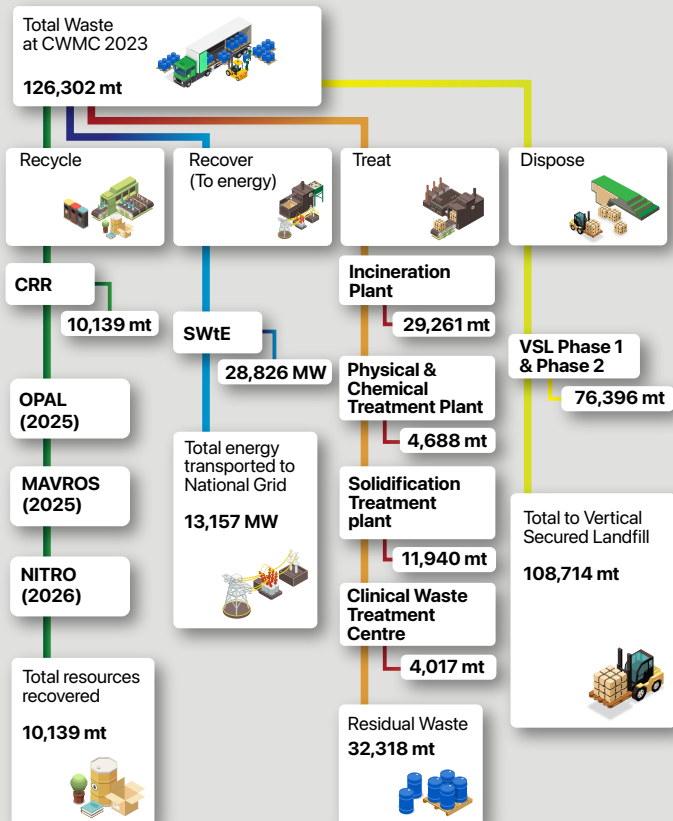 Total Waste
at CWMC 2023
126,302 mt
Recycle
Recover
(To energy)
Treat
Dispose
CRR
10,139 mt
OPAL
(2025)
MAVROS
(2025)
NITRO
(2026)
Total resources
recovered
10,139 mt
SWtE
28,826 MW
Total energy
transported to
National Grid
13,157 MW
Incineration
Plant
29,261 mt
Physical &
Chemical
Treatment Plant
4,688 mt
Solidification
Treatment
plant
11,940 mt
Clinical Waste
Treatment
Centre
4,017 mt
Residual Waste
32,318 mt
VSL Phase 1
& Phase 2
76,396 mt
Total to Vertical
Secured Landfill
108,714 mt